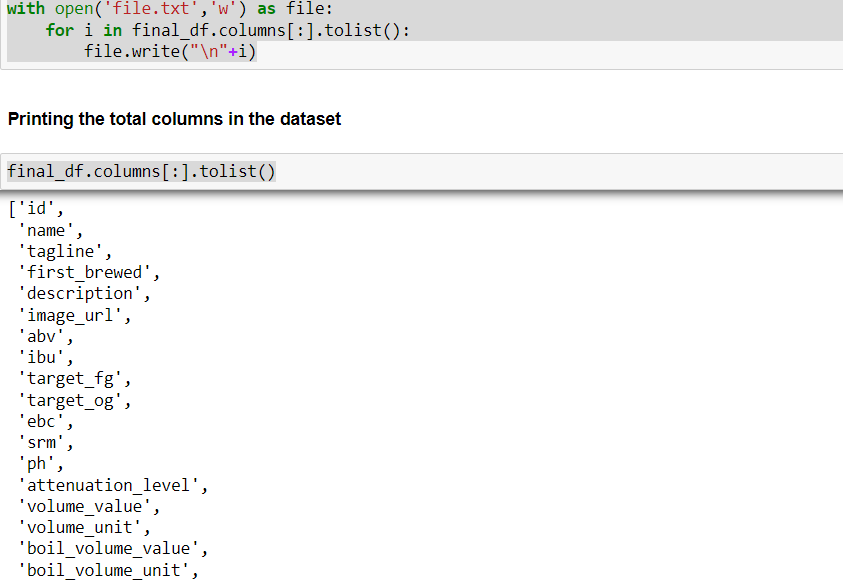 with open('file.txt','w') as file:
    for i in final_df.columns[:].tolist():
        file.write("\n"+i)
Printing the total columns in the dataset
final_df.columns[:].tolist()
['id',
 'name',
 'tagline',
 'first_brewed',
 'description',
 'image_url',
 'abv',
 'ibu',
 'target_fg',
 'target_og',
 'ebc',
 'srm',
 'ph',
 'attenuation_level',
 'volume_value',
 'volume_unit',
 'boil_volume_value',
 'boil_volume_unit',